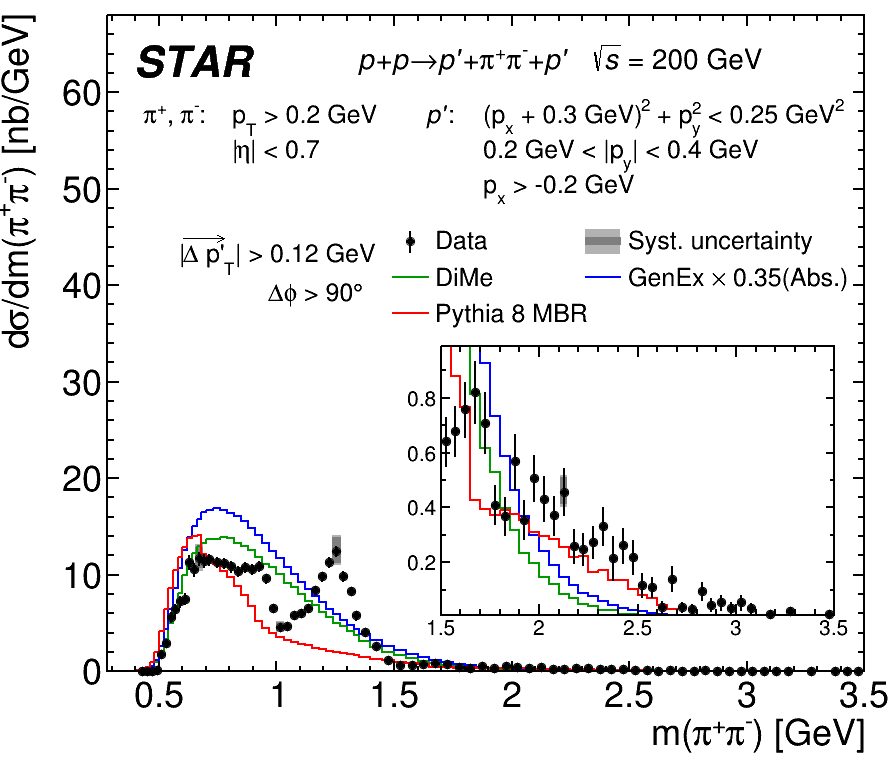 STAR p+p→p′+π⁺π⁻+p′ √s = 200 GeV
π⁺, π⁻: p_T > 0.2 GeV p′: (p_x + 0.3 GeV)² + p_y² < 0.25 GeV²
|η| < 0.7 0.2 GeV < |p_y| < 0.4 GeV
p_x > -0.2 GeV
|Δp⃗′_T| > 0.12 GeV
Δϕ > 90°
Data Syst. uncertainty
DiMe GenEx × 0.35(Abs.)
Pythia 8 MBR
dσ/dm(π⁺π⁻) [nb/GeV]
60
50
40
30
20
10
0
0.8
0.6
0.4
0.2
1.5 2 2.5 3 3.5
0.5 1 1.5 2 2.5 3 3.5
m(π⁺π⁻) [GeV]